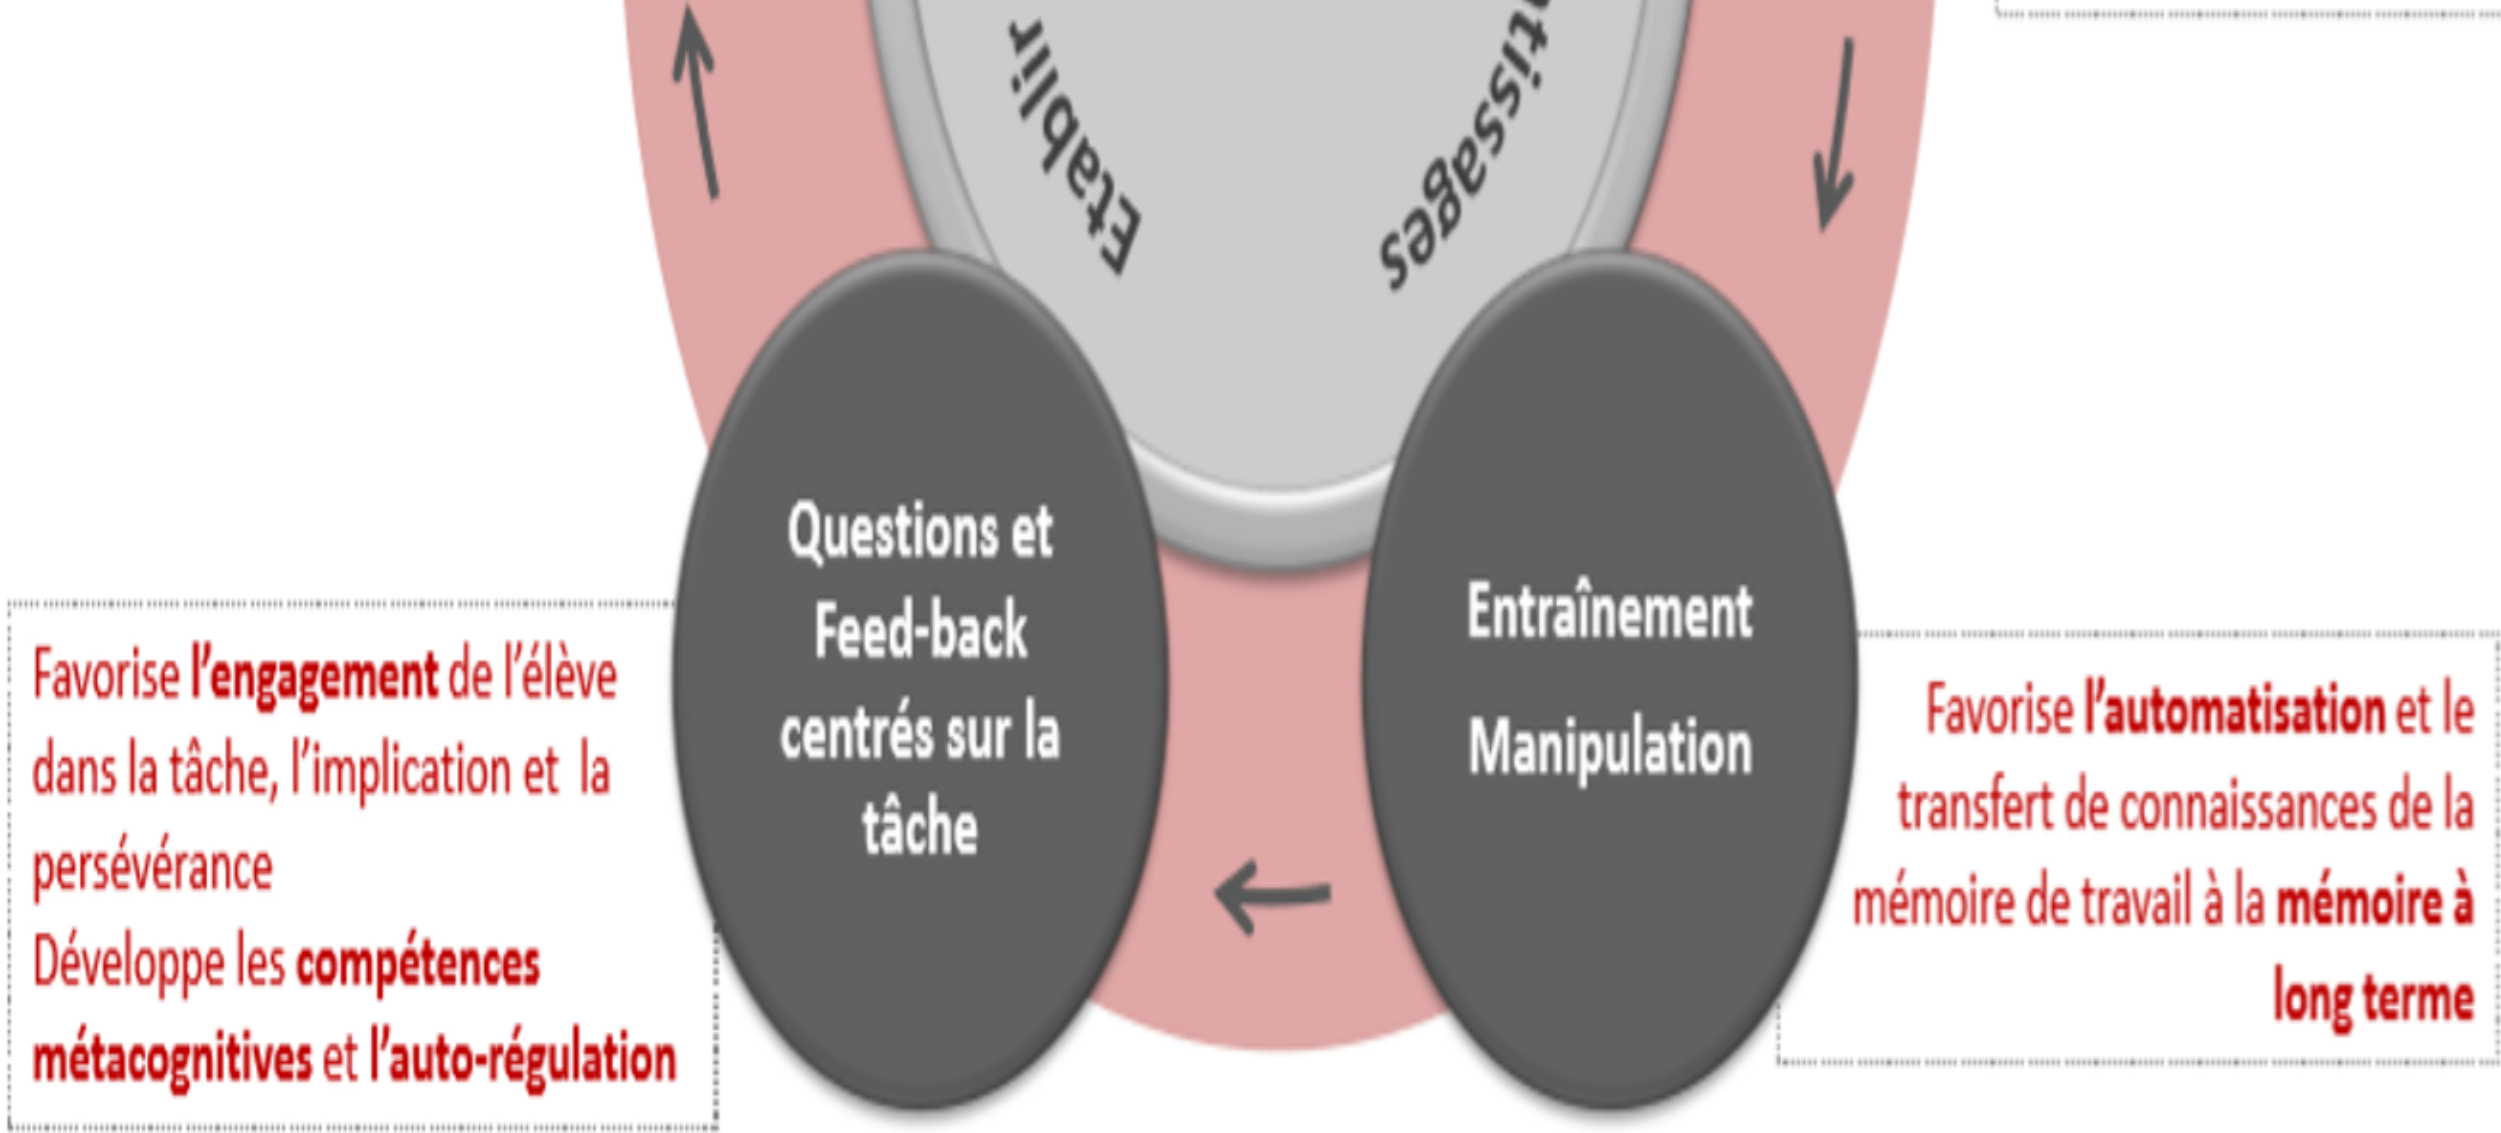 Etablir
tissages
Questions et
Feed-back
centrés sur la
tâche
Entraînement
Manipulation
Favorise l'engagement de l'élève
dans la tâche, l'implication et la
persévérance
Développe les compétences
métacognitives et l'auto-régulation
Favorise l'automatisation et le
transfert de connaissances de la
mémoire de travail à la mémoire à
long terme